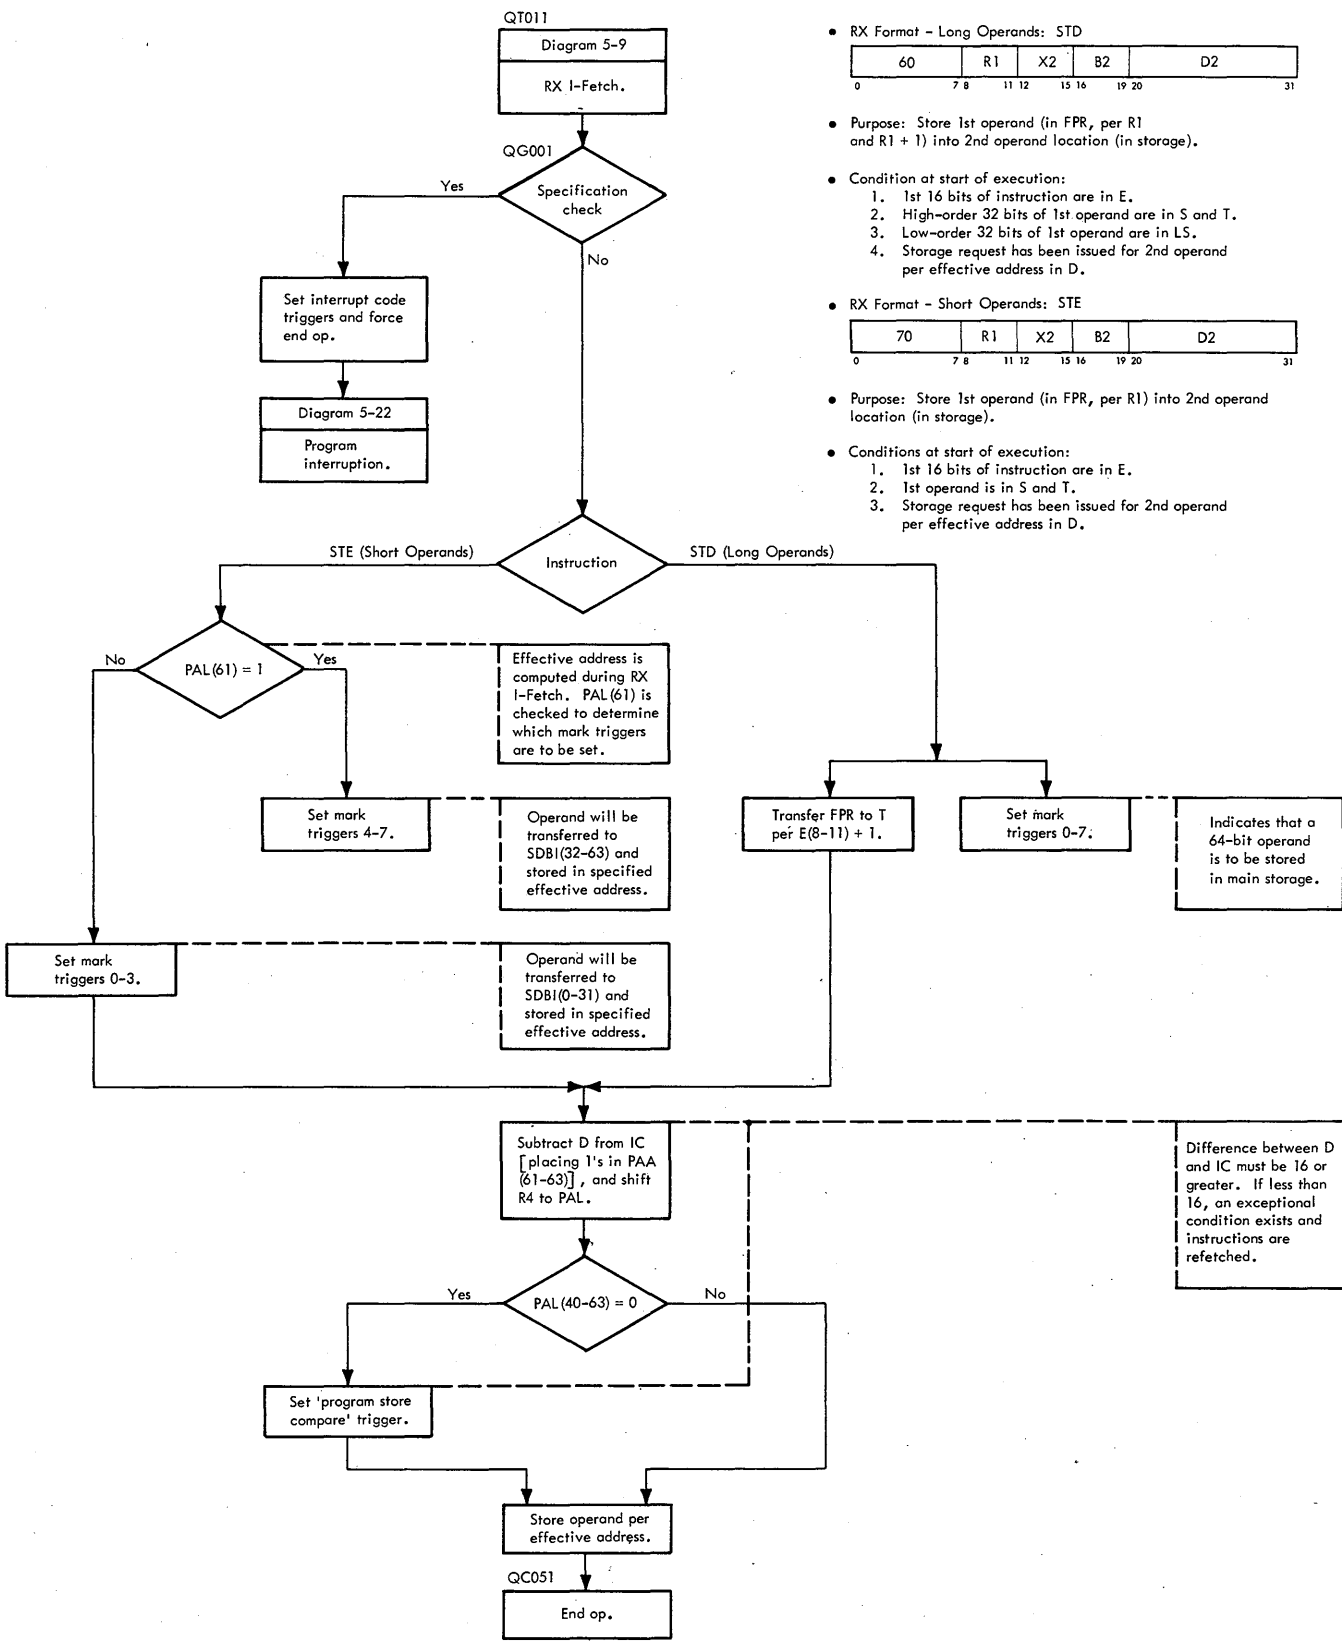 QT011
Diagram 5-9
RX I-Fetch.
QG001
Specification
check
Yes
No
Set interrupt code
triggers and force
end op.
Diagram 5-22
Program
interruption.
• RX Format - Long Operands: STD
60 R1 X2 B2 D2
0 7 8 11 12 15 16 19 20 31
• Purpose: Store 1st operand (in FPR, per R1
and R1 + 1) into 2nd operand location (in storage).
• Condition at start of execution:
1. 1st 16 bits of instruction are in E.
2. High-order 32 bits of 1st operand are in S and T.
3. Low-order 32 bits of 1st operand are in LS.
4. Storage request has been issued for 2nd operand
per effective address in D.
• RX Format - Short Operands: STE
70 R1 X2 B2 D2
0 7 8 11 12 15 16 19 20 31
• Purpose: Store 1st operand (in FPR, per R1) into 2nd operand
location (in storage).
• Conditions at start of execution:
1. 1st 16 bits of instruction are in E.
2. 1st operand is in S and T.
3. Storage request has been issued for 2nd operand
per effective address in D.
STE (Short Operands)
Instruction
STD (Long Operands)
No
PAL(61) = 1
Yes
Effective address is
computed during RX
I-Fetch. PAL(61) is
checked to determine
which mark triggers
are to be set.
Set mark
triggers 4-7.
Operand will be
transferred to
SDBI(32-63) and
stored in specified
effective address.
Transfer FPR to T
per E(8-11) + 1.
Set mark
triggers 0-7.
Indicates that a
64-bit operand
is to be stored
in main storage.
Set mark
triggers 0-3.
Operand will be
transferred to
SDBI(0-31) and
stored in specified
effective address.
Subtract D from IC
[placing 1's in PAA
(61-63)], and shift
R4 to PAL.
Difference between D
and IC must be 16 or
greater. If less than
16, an exceptional
condition exists and
instructions are
refetched.
Yes
PAL(40-63) = 0
No
Set 'program store
compare' trigger.
Store operand per
effective address.
QC051
End op.